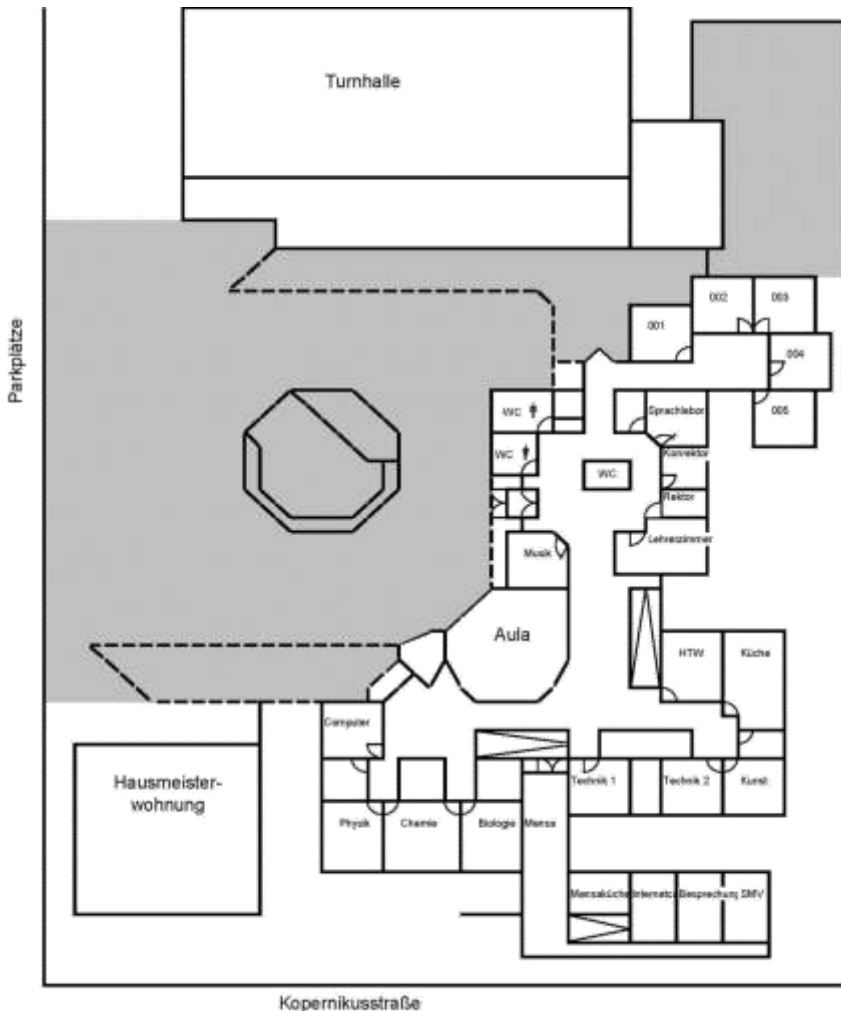 Turnhalle
Parkplätze
002
003
001
004
005
WC
Sprachlabor
WC
Konrektor
WC
Rektor
Lehrerzimmer
Musik
Aula
HTW
Küche
Computer
Hausmeister-
wohnung
Technik 1
Technik 2
Kunst
Physik
Chemie
Biologie
Mensa
Mensaküche
Besprechung
SMV
Kopernikusstraße